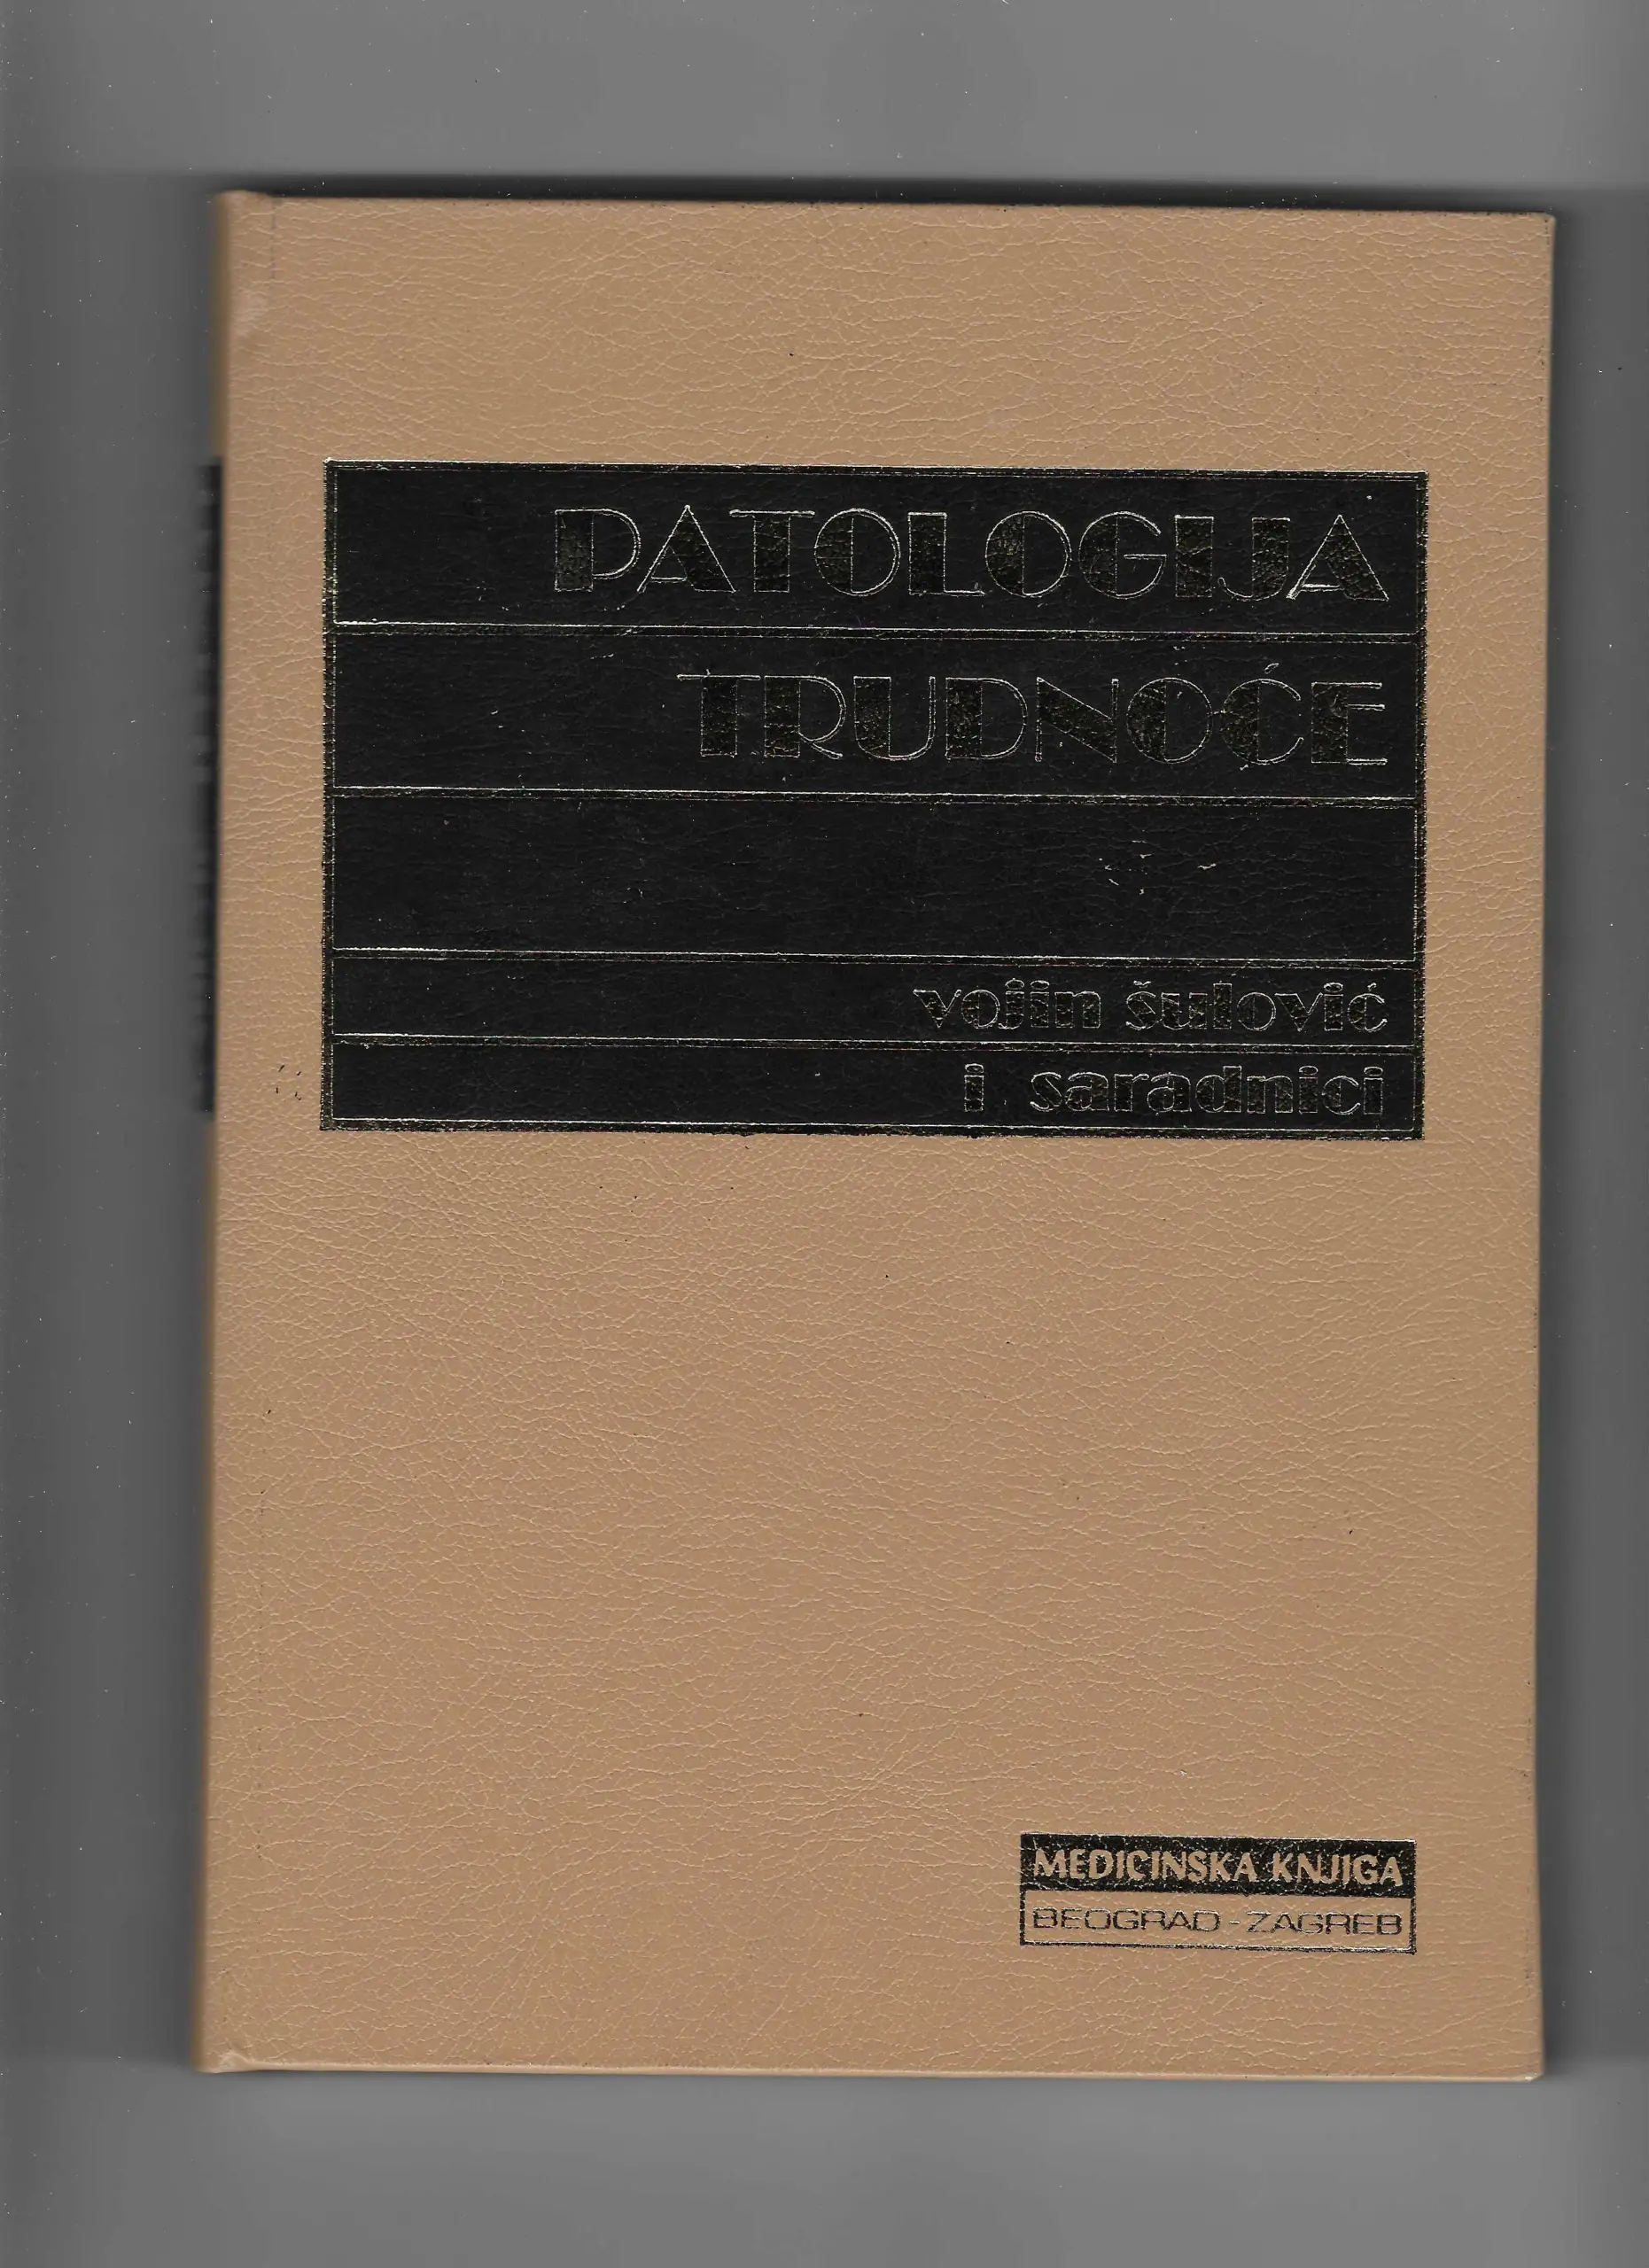 PATOLOGIJA
TRUDNOĆE
vojin šulović
i saradnici
MEDICINSKA KNJIGA
BEOGRAD - ZAGREB